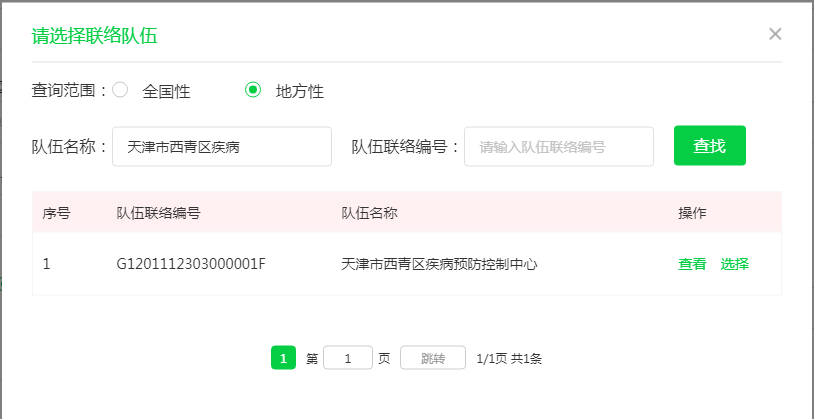 请选择联络队伍
查询范围： 全国性 地方性
队伍名称： 天津市西青区疾病 队伍联络编号： 请输入队伍联络编号 查找
序号 队伍联络编号 队伍名称 操作
1 G1201112303000001F 天津市西青区疾病预防控制中心 查看 选择
1 第 1 页 跳转 1/1页 共1条